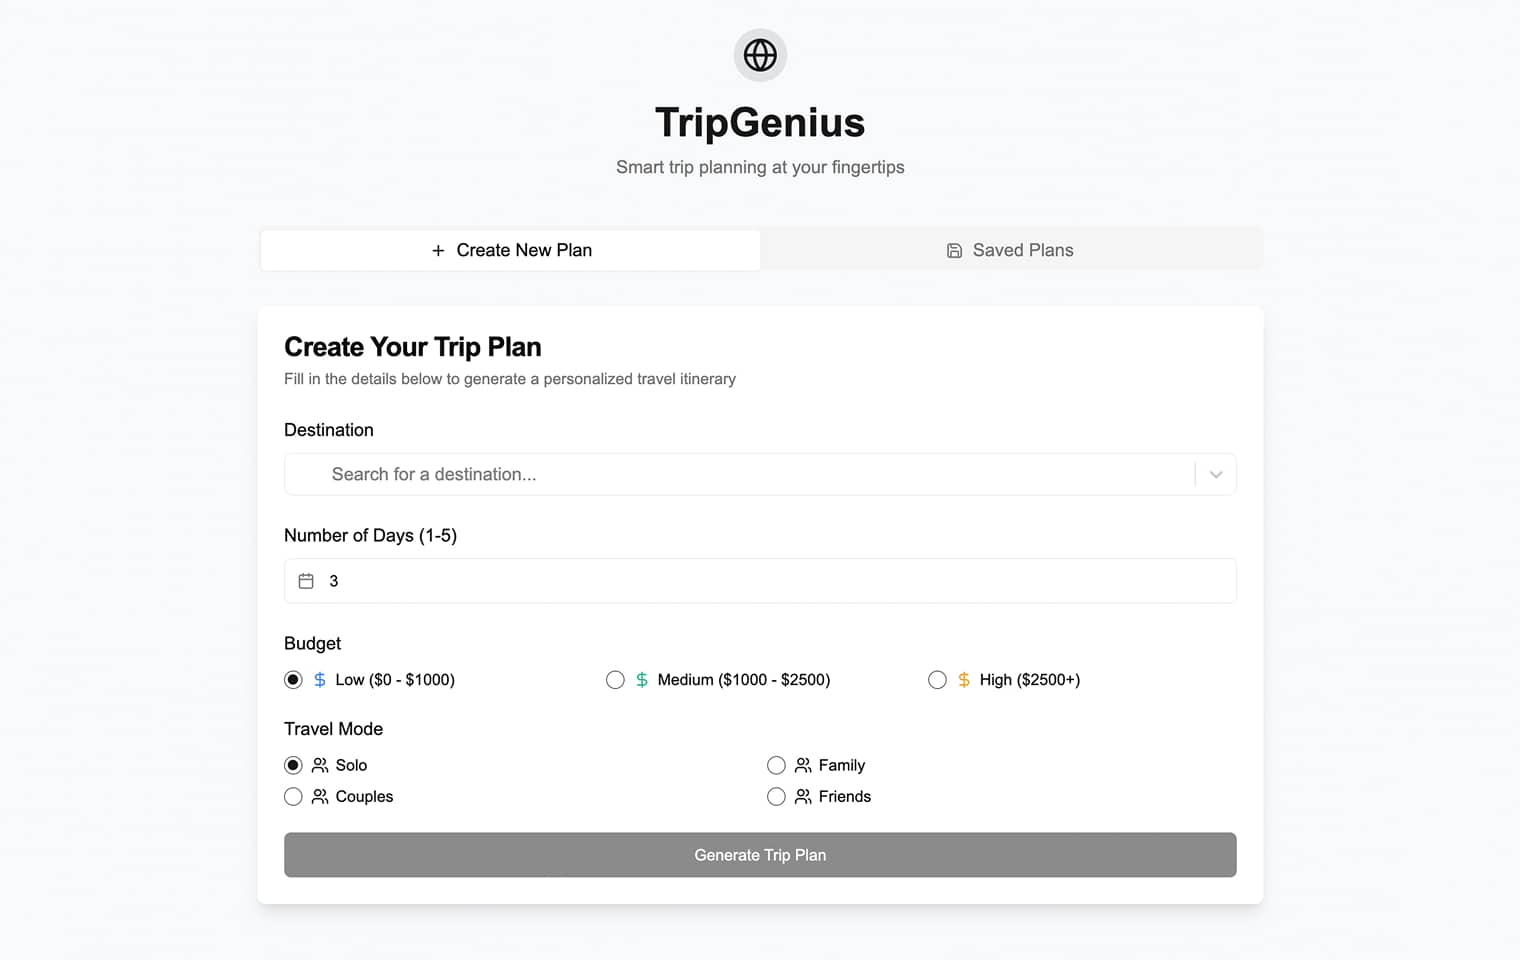 TripGenius
Smart trip planning at your fingertips
Create New Plan
Saved Plans
Create Your Trip Plan
Fill in the details below to generate a personalized travel itinerary
Destination
Search for a destination...
Number of Days (1-5)
3
Budget
$ Low ($0 - $1000)
$ Medium ($1000 - $2500)
$ High ($2500+)
Travel Mode
Solo
Family
Couples
Friends
Generate Trip Plan